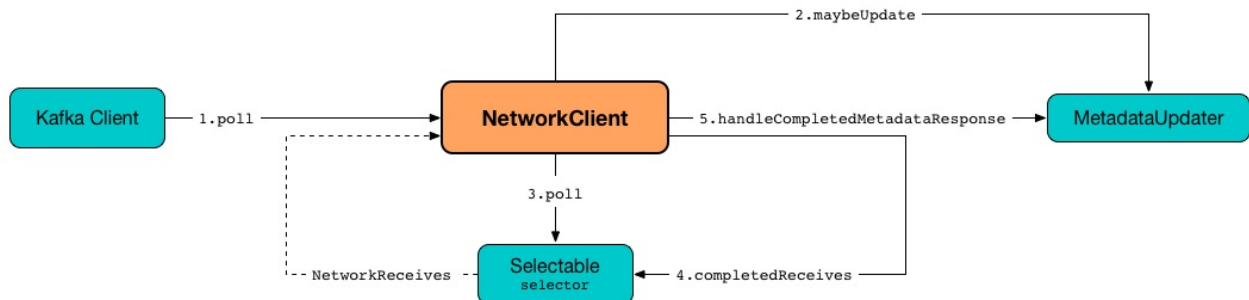 2.maybeUpdate
Kafka Client
1.poll
NetworkClient
5.handleCompletedMetadataResponse
MetadataUpdater
3.poll
NetworkReceives
Selectable
selector
4.completedReceives